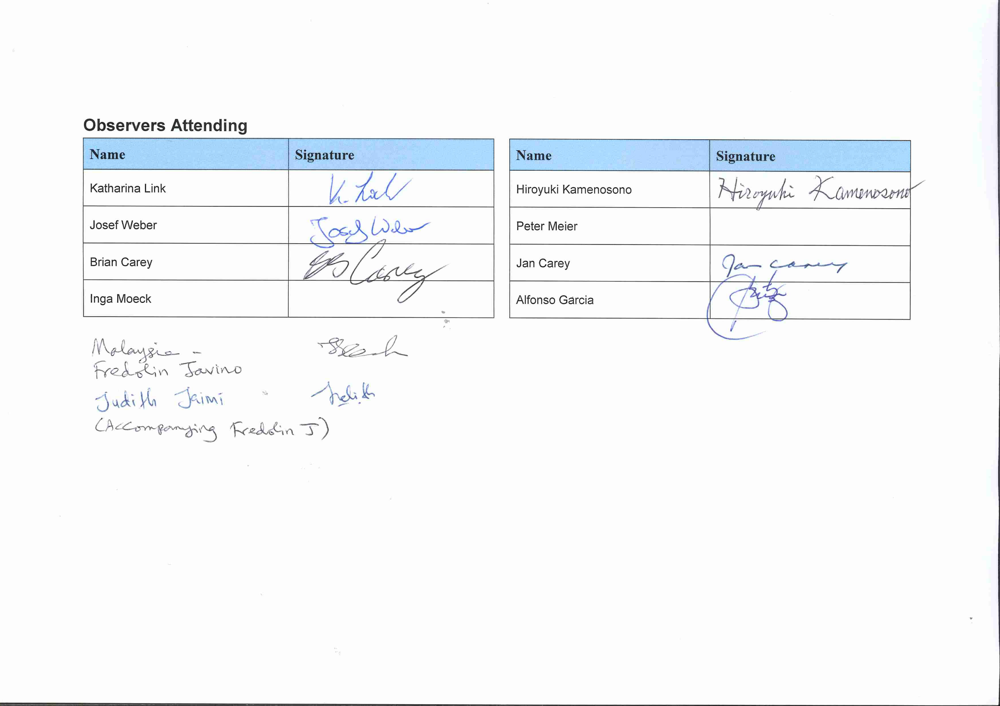 Observers Attending
Name Signature
Katharina Link K. Link
Josef Weber Josef Weber
Brian Carey B Carey
Inga Moeck
Name Signature
Hiroyuki Kamenosono Hiroyuki Kamenosono
Peter Meier
Jan Carey Jan Carey
Alfonso Garcia
Malaysia -
Fredolin Javino
Judith Jaimi Judith
(Accompanying Fredolin J)